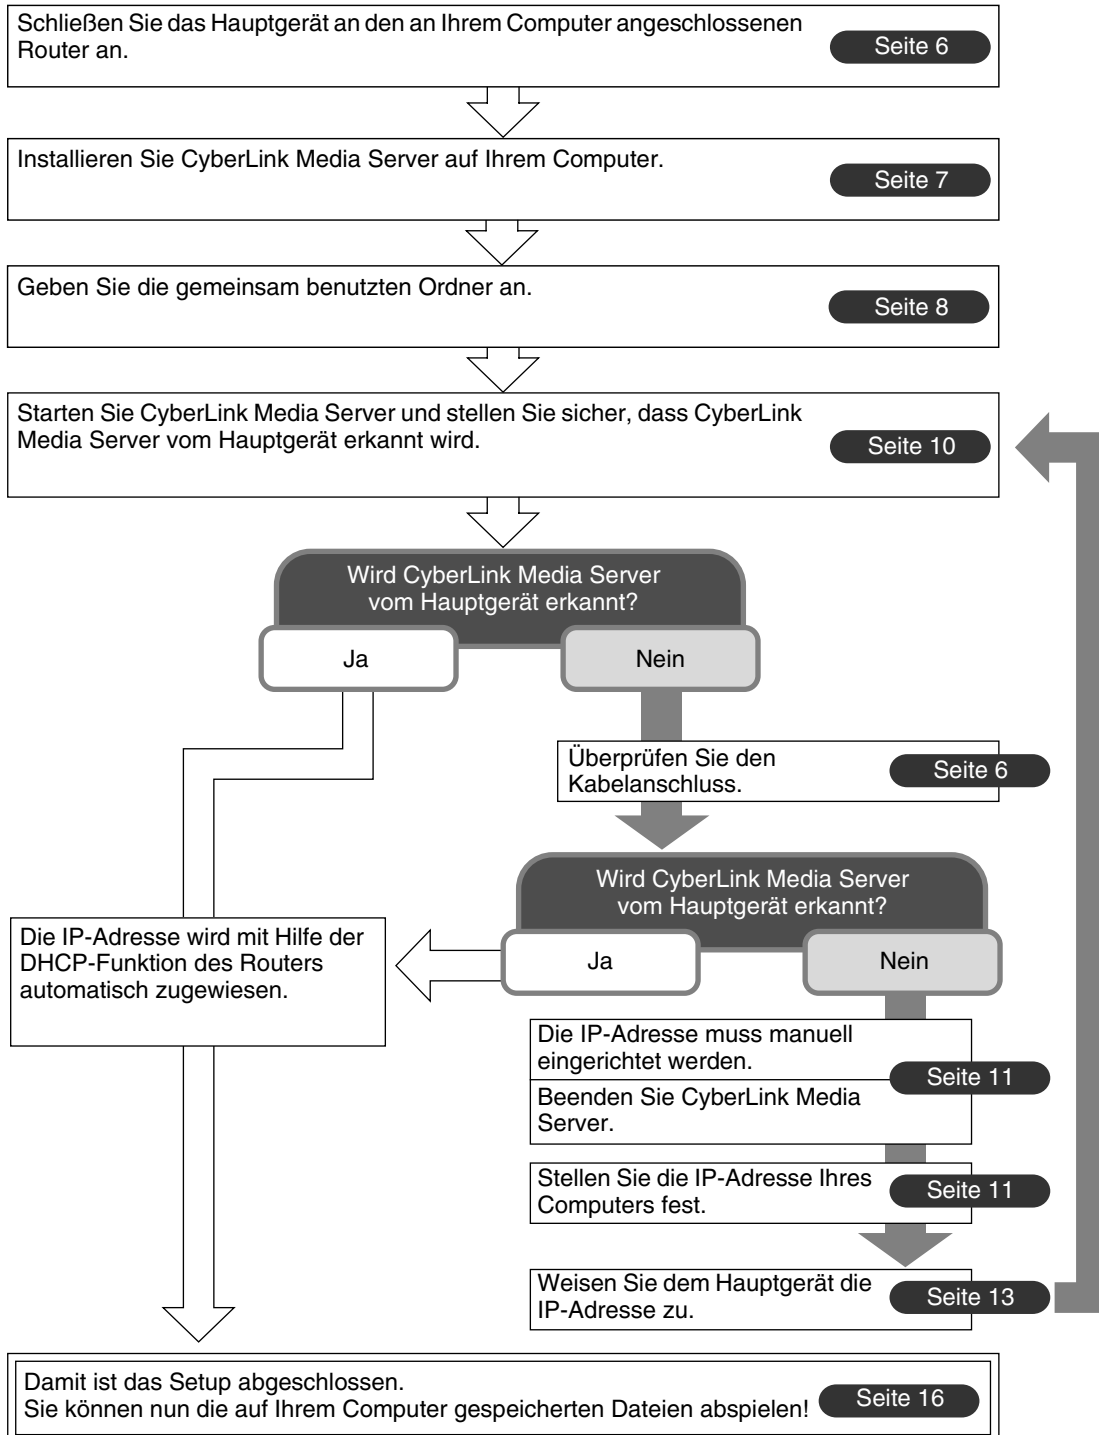 Schließen Sie das Hauptgerät an den an Ihrem Computer angeschlossenen
Router an.
Seite 6
Installieren Sie CyberLink Media Server auf Ihrem Computer.
Seite 7
Geben Sie die gemeinsam benutzten Ordner an.
Seite 8
Starten Sie CyberLink Media Server und stellen Sie sicher, dass CyberLink
Media Server vom Hauptgerät erkannt wird.
Seite 10
Wird CyberLink Media Server
vom Hauptgerät erkannt?
Ja
Nein
Überprüfen Sie den
Kabelanschluss.
Seite 6
Wird CyberLink Media Server
vom Hauptgerät erkannt?
Ja
Nein
Die IP-Adresse wird mit Hilfe der
DHCP-Funktion des Routers
automatisch zugewiesen.
Die IP-Adresse muss manuell
eingerichtet werden.
Seite 11
Beenden Sie CyberLink Media
Server.
Stellen Sie die IP-Adresse Ihres
Computers fest.
Seite 11
Weisen Sie dem Hauptgerät die
IP-Adresse zu.
Seite 13
Damit ist das Setup abgeschlossen.
Sie können nun die auf Ihrem Computer gespeicherten Dateien abspielen!
Seite 16